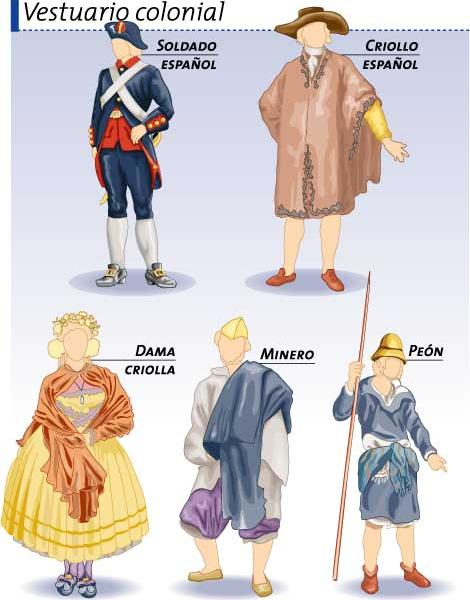 Vestuario colonial
SOLDADO
ESPAÑOL
CRIOLLO
ESPAÑOL
DAMA
CRIOLLA
MINERO
PEÓN